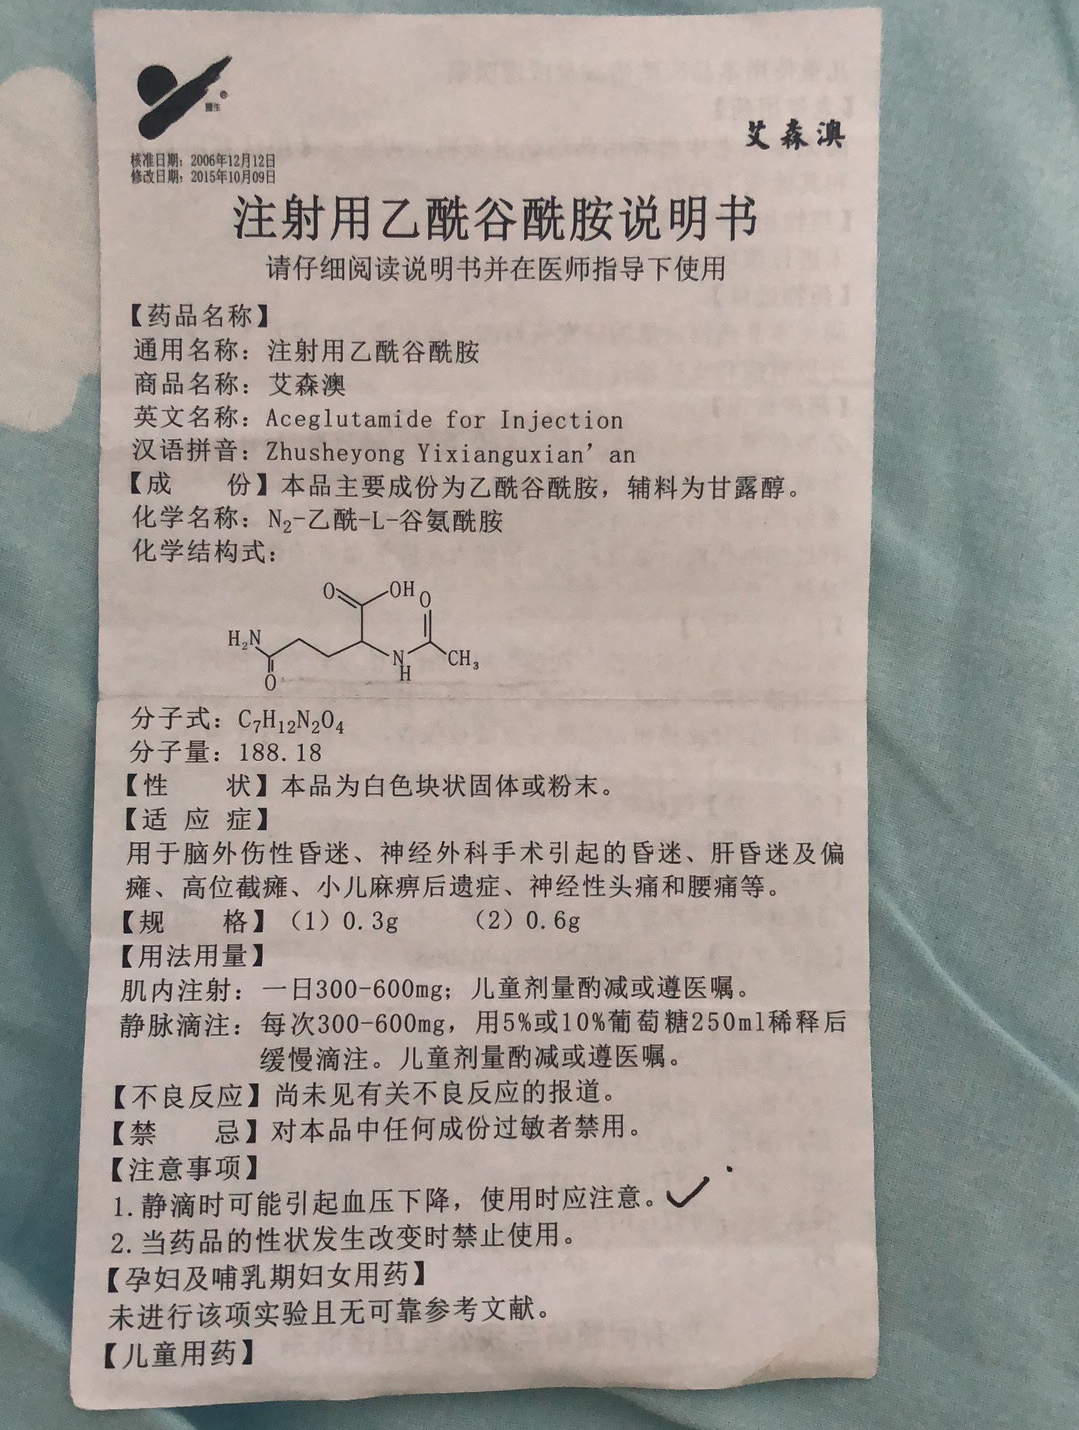 慧生®
艾森澳
核准日期：2006年12月12日
修改日期：2015年10月09日
注射用乙酰谷酰胺说明书
请仔细阅读说明书并在医师指导下使用
【药品名称】
通用名称：注射用乙酰谷酰胺
商品名称：艾森澳
英文名称：Aceglutamide for Injection
汉语拼音：Zhusheyong Yixianguxian’an
【成　　份】本品主要成份为乙酰谷酰胺，辅料为甘露醇。
化学名称：N₂-乙酰-L-谷氨酰胺
化学结构式：
O OH O
H₂N N H CH₃
O
分子式：C₇H₁₂N₂O₄
分子量：188.18
【性　　状】本品为白色块状固体或粉末。
【适 应 症】
用于脑外伤性昏迷、神经外科手术引起的昏迷、肝昏迷及偏
瘫、高位截瘫、小儿麻痹后遗症、神经性头痛和腰痛等。
【规　　格】（1）0.3g　　（2）0.6g
【用法用量】
肌内注射：一日300-600mg；儿童剂量酌减或遵医嘱。
静脉滴注：每次300-600mg，用5%或10%葡萄糖250ml稀释后
缓慢滴注。儿童剂量酌减或遵医嘱。
【不良反应】尚未见有关不良反应的报道。
【禁　　忌】对本品中任何成份过敏者禁用。
【注意事项】
1.静滴时可能引起血压下降，使用时应注意。
2.当药品的性状发生改变时禁止使用。
【孕妇及哺乳期妇女用药】
未进行该项实验且无可靠参考文献。
【儿童用药】